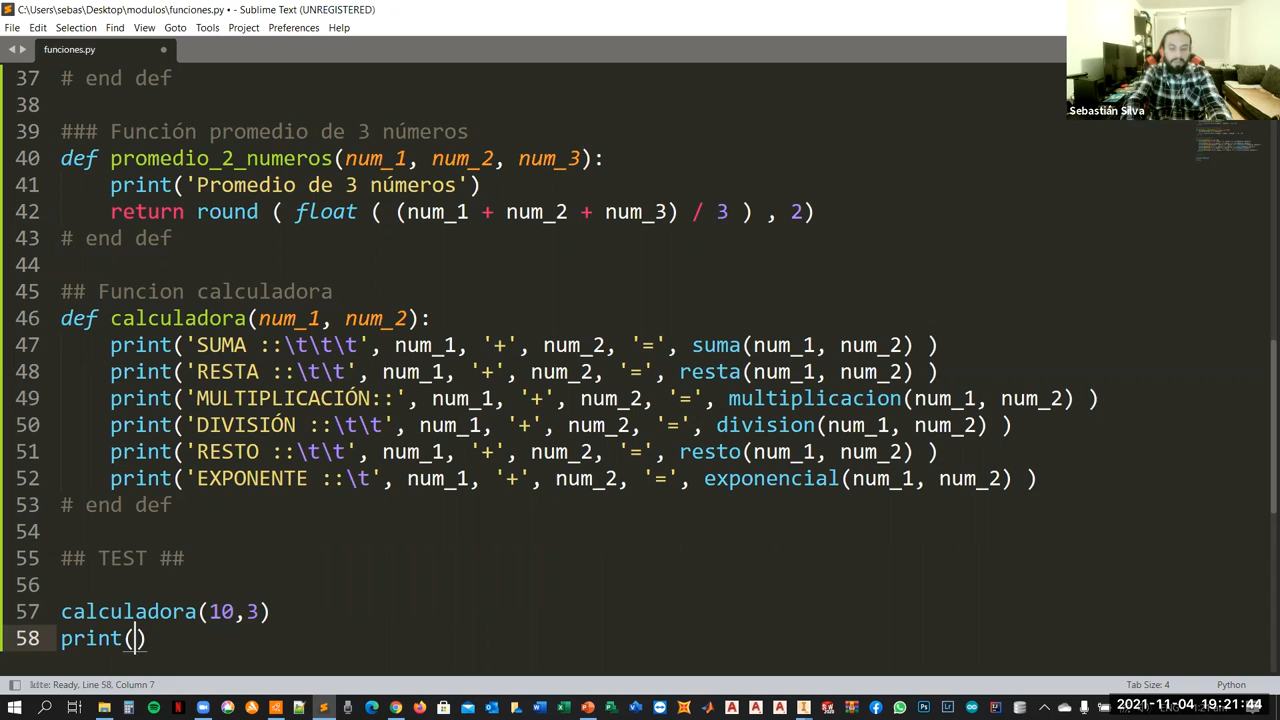 C:\Users\sebas\Desktop\modulos\funciones.py • - Sublime Text (UNREGISTERED)
File Edit Selection Find View Goto Tools Project Preferences Help
funciones.py
37 # end def
38
39 ### Función promedio de 3 números
40 def promedio_2_numeros(num_1, num_2, num_3):
41 print('Promedio de 3 números')
42 return round ( float ( (num_1 + num_2 + num_3) / 3 ) , 2)
43 # end def
44
45 ## Funcion calculadora
46 def calculadora(num_1, num_2):
47 print('SUMA ::\t\t\t', num_1, '+', num_2, '=', suma(num_1, num_2) )
48 print('RESTA ::\t\t', num_1, '+', num_2, '=', resta(num_1, num_2) )
49 print('MULTIPLICACIÓN::', num_1, '+', num_2, '=', multiplicacion(num_1, num_2) )
50 print('DIVISIÓN ::\t\t', num_1, '+', num_2, '=', division(num_1, num_2) )
51 print('RESTO ::\t\t', num_1, '+', num_2, '=', resto(num_1, num_2) )
52 print('EXPONENTE ::\t', num_1, '+', num_2, '=', exponencial(num_1, num_2) )
53 # end def
54
55 ## TEST ##
56
57 calculadora(10,3)
58 print()
Sebastián Silva
Ready, Line 58, Column 7
Tab Size: 4
Python
2021-11-04 19:21:44